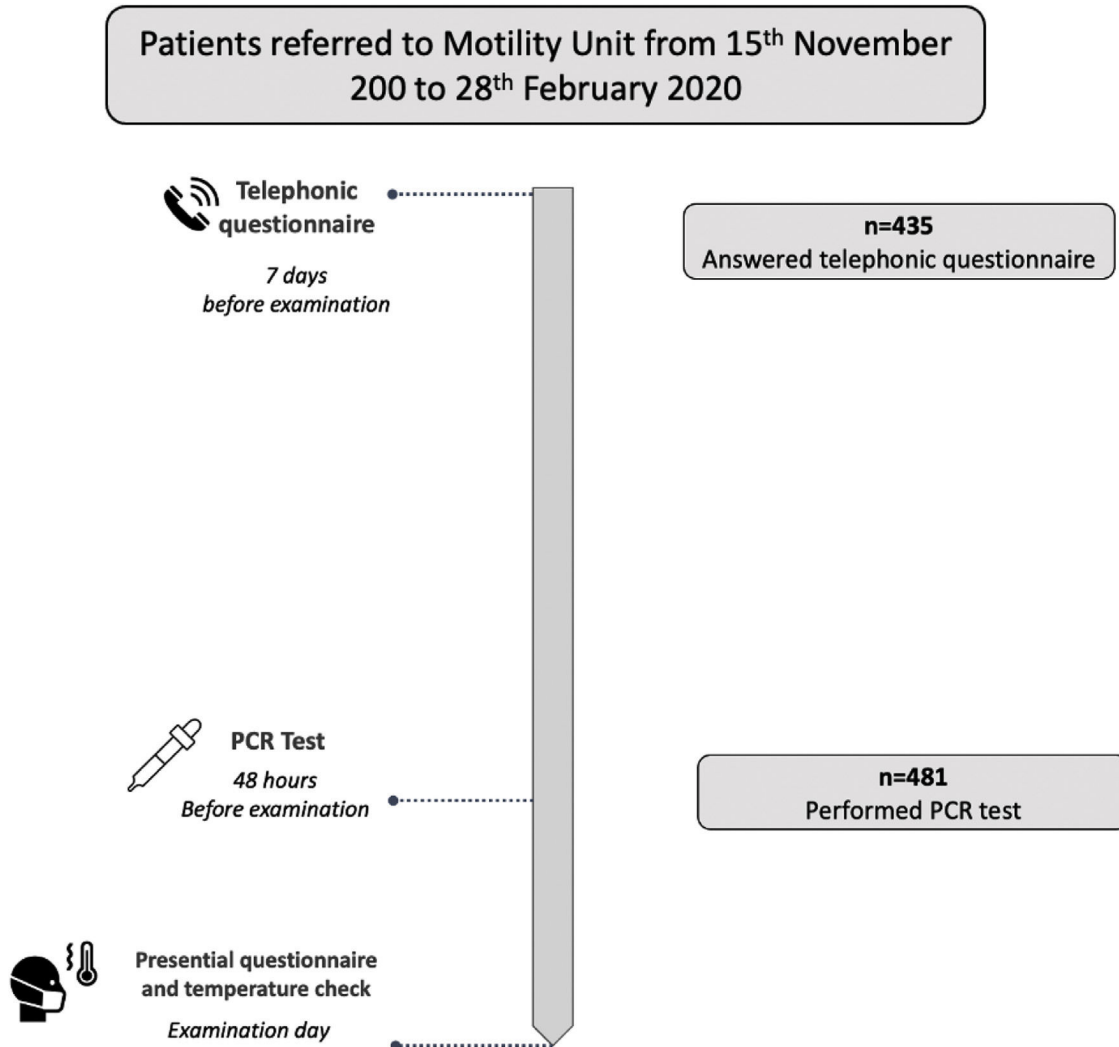 Patients referred to Motility Unit from 15th November
200 to 28th February 2020
Telephonic
questionnaire
7 days
before examination
n=435
Answered telephonic questionnaire
PCR Test
48 hours
Before examination
n=481
Performed PCR test
Presential questionnaire
and temperature check
Examination day